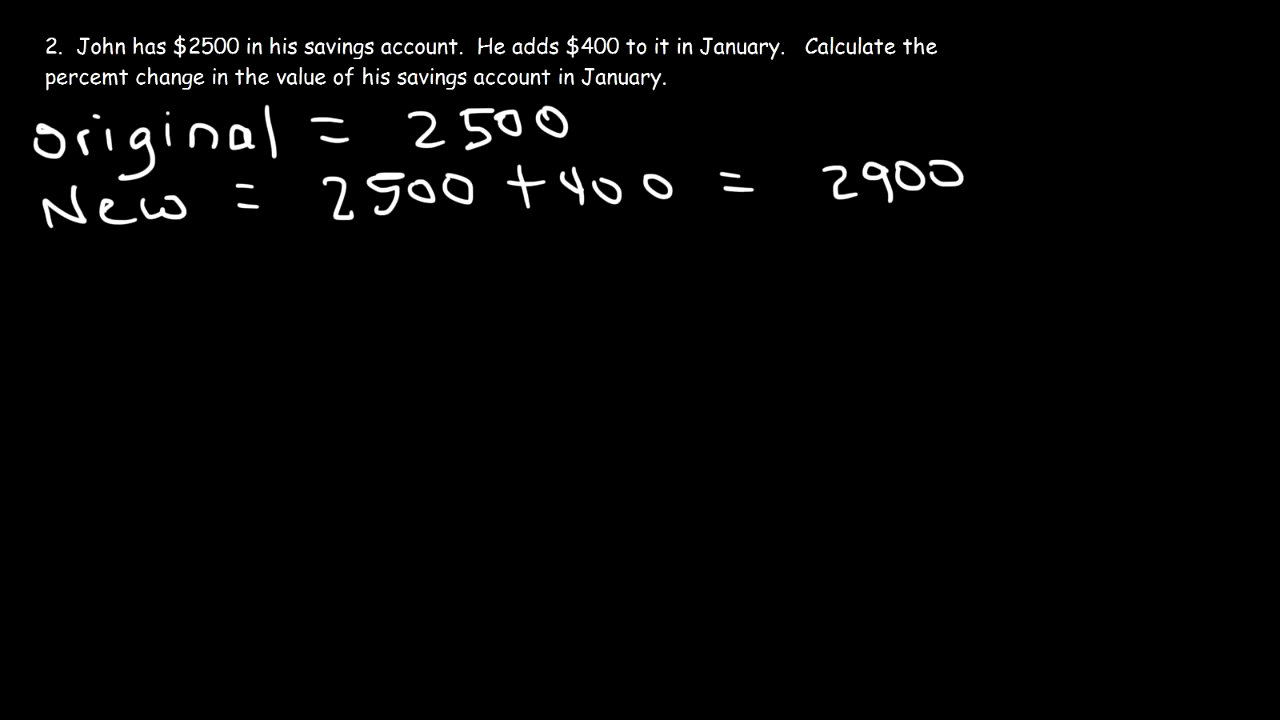 2. John has $2500 in his savings account. He adds $400 to it in January. Calculate the
percemt change in the value of his savings account in January.
original = 2500
New = 2500 + 400 = 2900